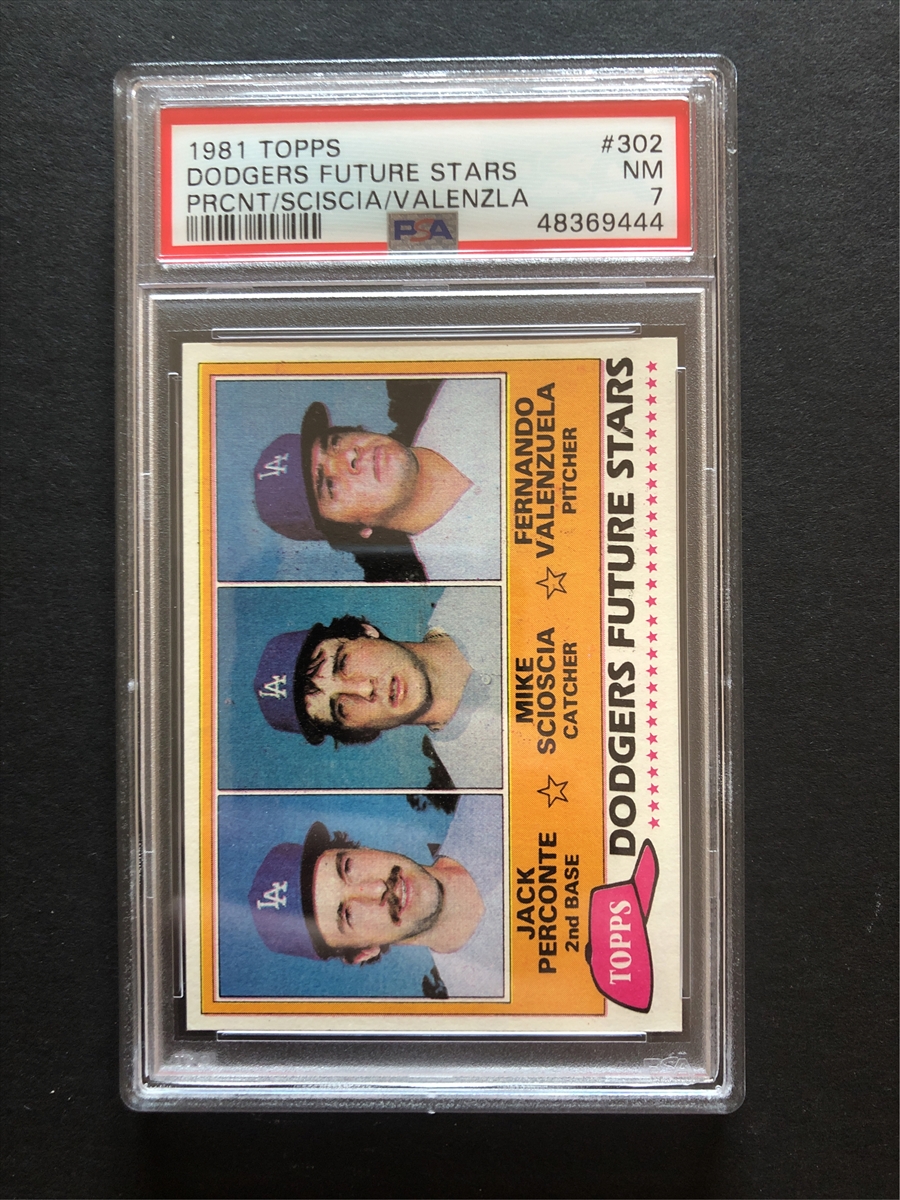 1981 TOPPS #302
DODGERS FUTURE STARS NM
PRCNT/SCISCIA/VALENZLA 7
PSA 48369444
LA
LA
LA
JACK
PERCONTE
2nd BASE
MIKE
SCIOSCIA
CATCHER
FERNANDO
VALENZUELA
PITCHER
TOPPS
DODGERS FUTURE STARS